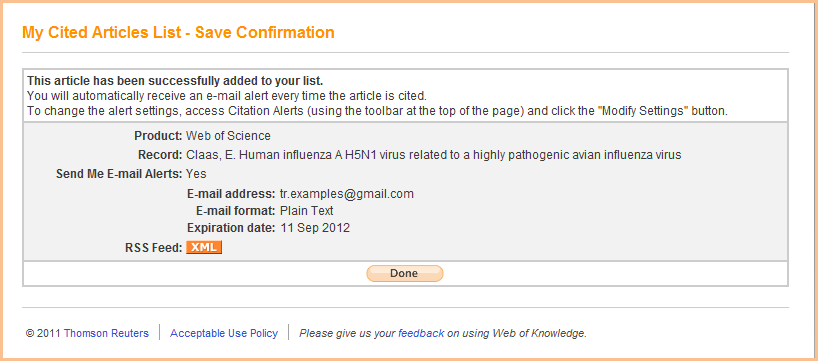 My Cited Articles List - Save Confirmation
This article has been successfully added to your list.
You will automatically receive an e-mail alert every time the article is cited.
To change the alert settings, access Citation Alerts (using the toolbar at the top of the page) and click the "Modify Settings" button.
Product: Web of Science
Record: Claas, E. Human influenza A H5N1 virus related to a highly pathogenic avian influenza virus
Send Me E-mail Alerts: Yes
E-mail address: tr.examples@gmail.com
E-mail format: Plain Text
Expiration date: 11 Sep 2012
RSS Feed: XML
Done
© 2011 Thomson Reuters Acceptable Use Policy Please give us your feedback on using Web of Knowledge.